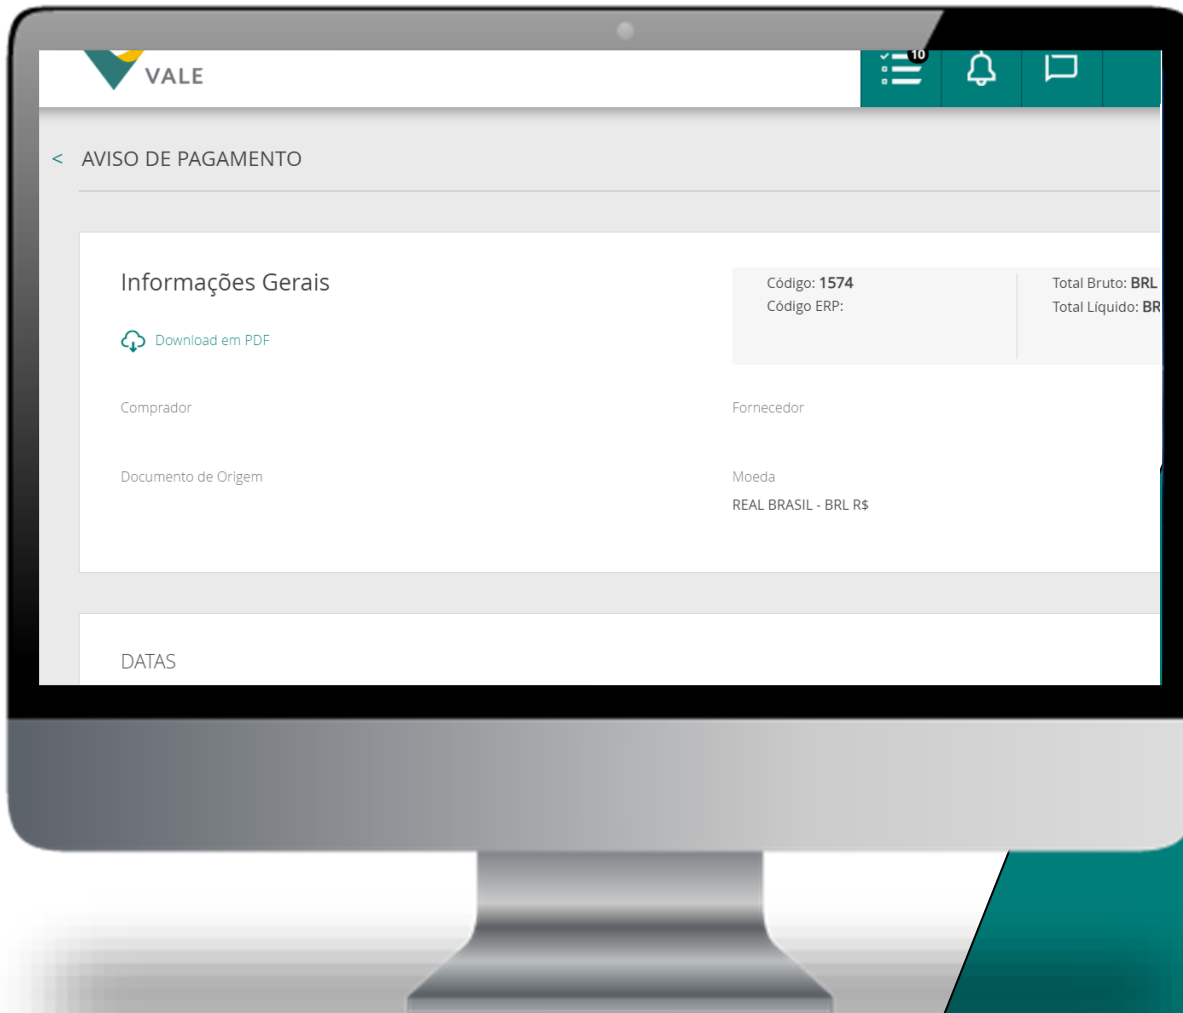 VALE
10
< AVISO DE PAGAMENTO
Informações Gerais
Download em PDF
Código: 1574
Código ERP:
Total Bruto: BRL
Total Líquido: BR
Comprador
Fornecedor
Documento de Origem
Moeda
REAL BRASIL - BRL R$
DATAS